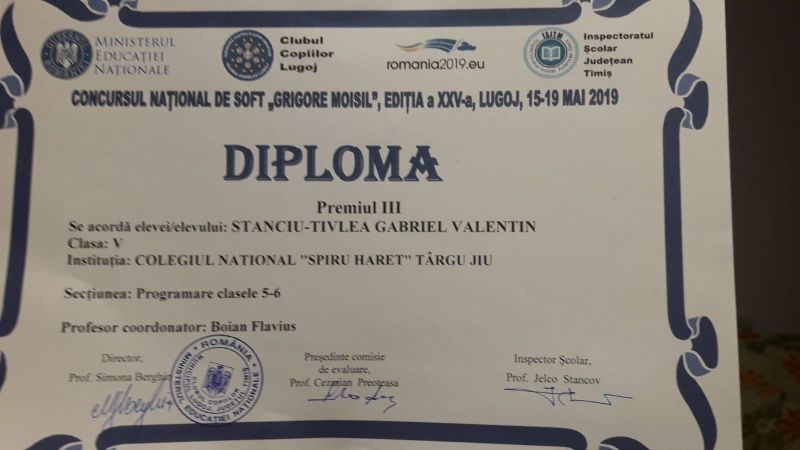 MINISTERUL
EDUCAȚIEI
NAȚIONALE
Clubul
Copiilor
Lugoj
romania2019.eu
Inspectoratul
Școlar
Județean
Timiș
CONCURSUL NAȚIONAL DE SOFT „GRIGORE MOISIL”, EDIȚIA a XXV-a, LUGOJ, 15-19 MAI 2019
DIPLOMA
Premiul III
Se acordă elevei/elevului: STANCIU-TIVLEA GABRIEL VALENTIN
Clasa: V
Instituția: COLEGIUL NATIONAL "SPIRU HARET" TÂRGU JIU
Secțiunea: Programare clasele 5-6
Profesor coordonator: Boian Flavius
Director,
Prof. Simona Berghia
Președinte comisie
de evaluare,
Prof. Cezarian Preoteasa
Inspector Școlar,
Prof. Jelco Stancov
ROMÂNIA
MINISTERUL EDUCAȚIEI NAȚIONALE